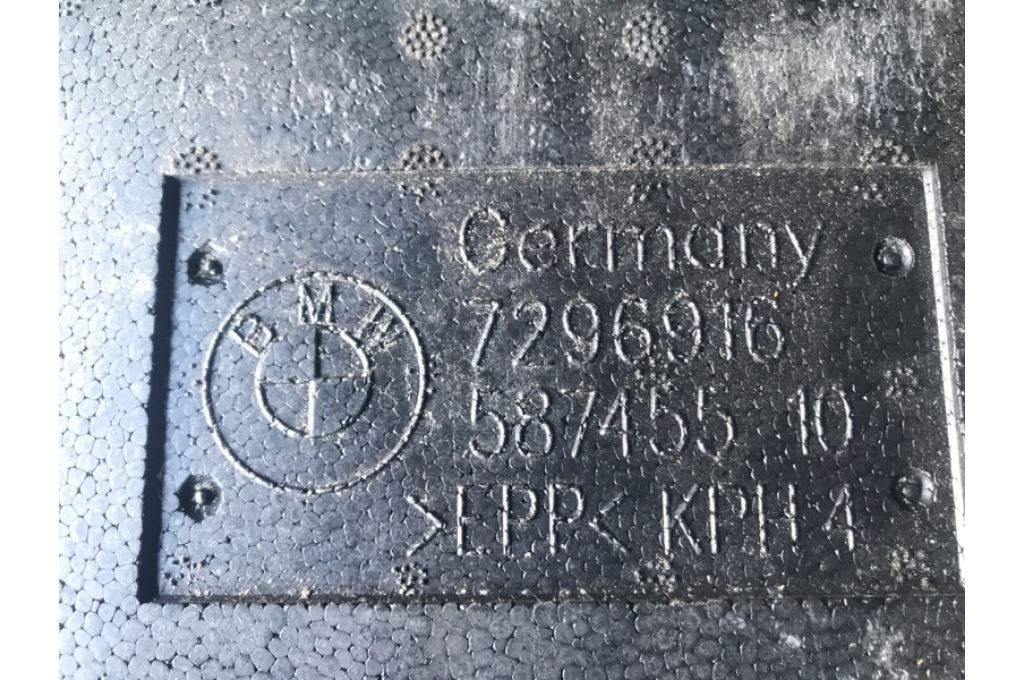 BMW
Germany
7296916
587455 10
>EPP< KPH 4